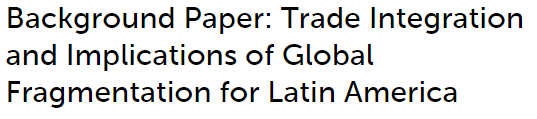 Background Paper: Trade Integration
and Implications of Global
Fragmentation for Latin America